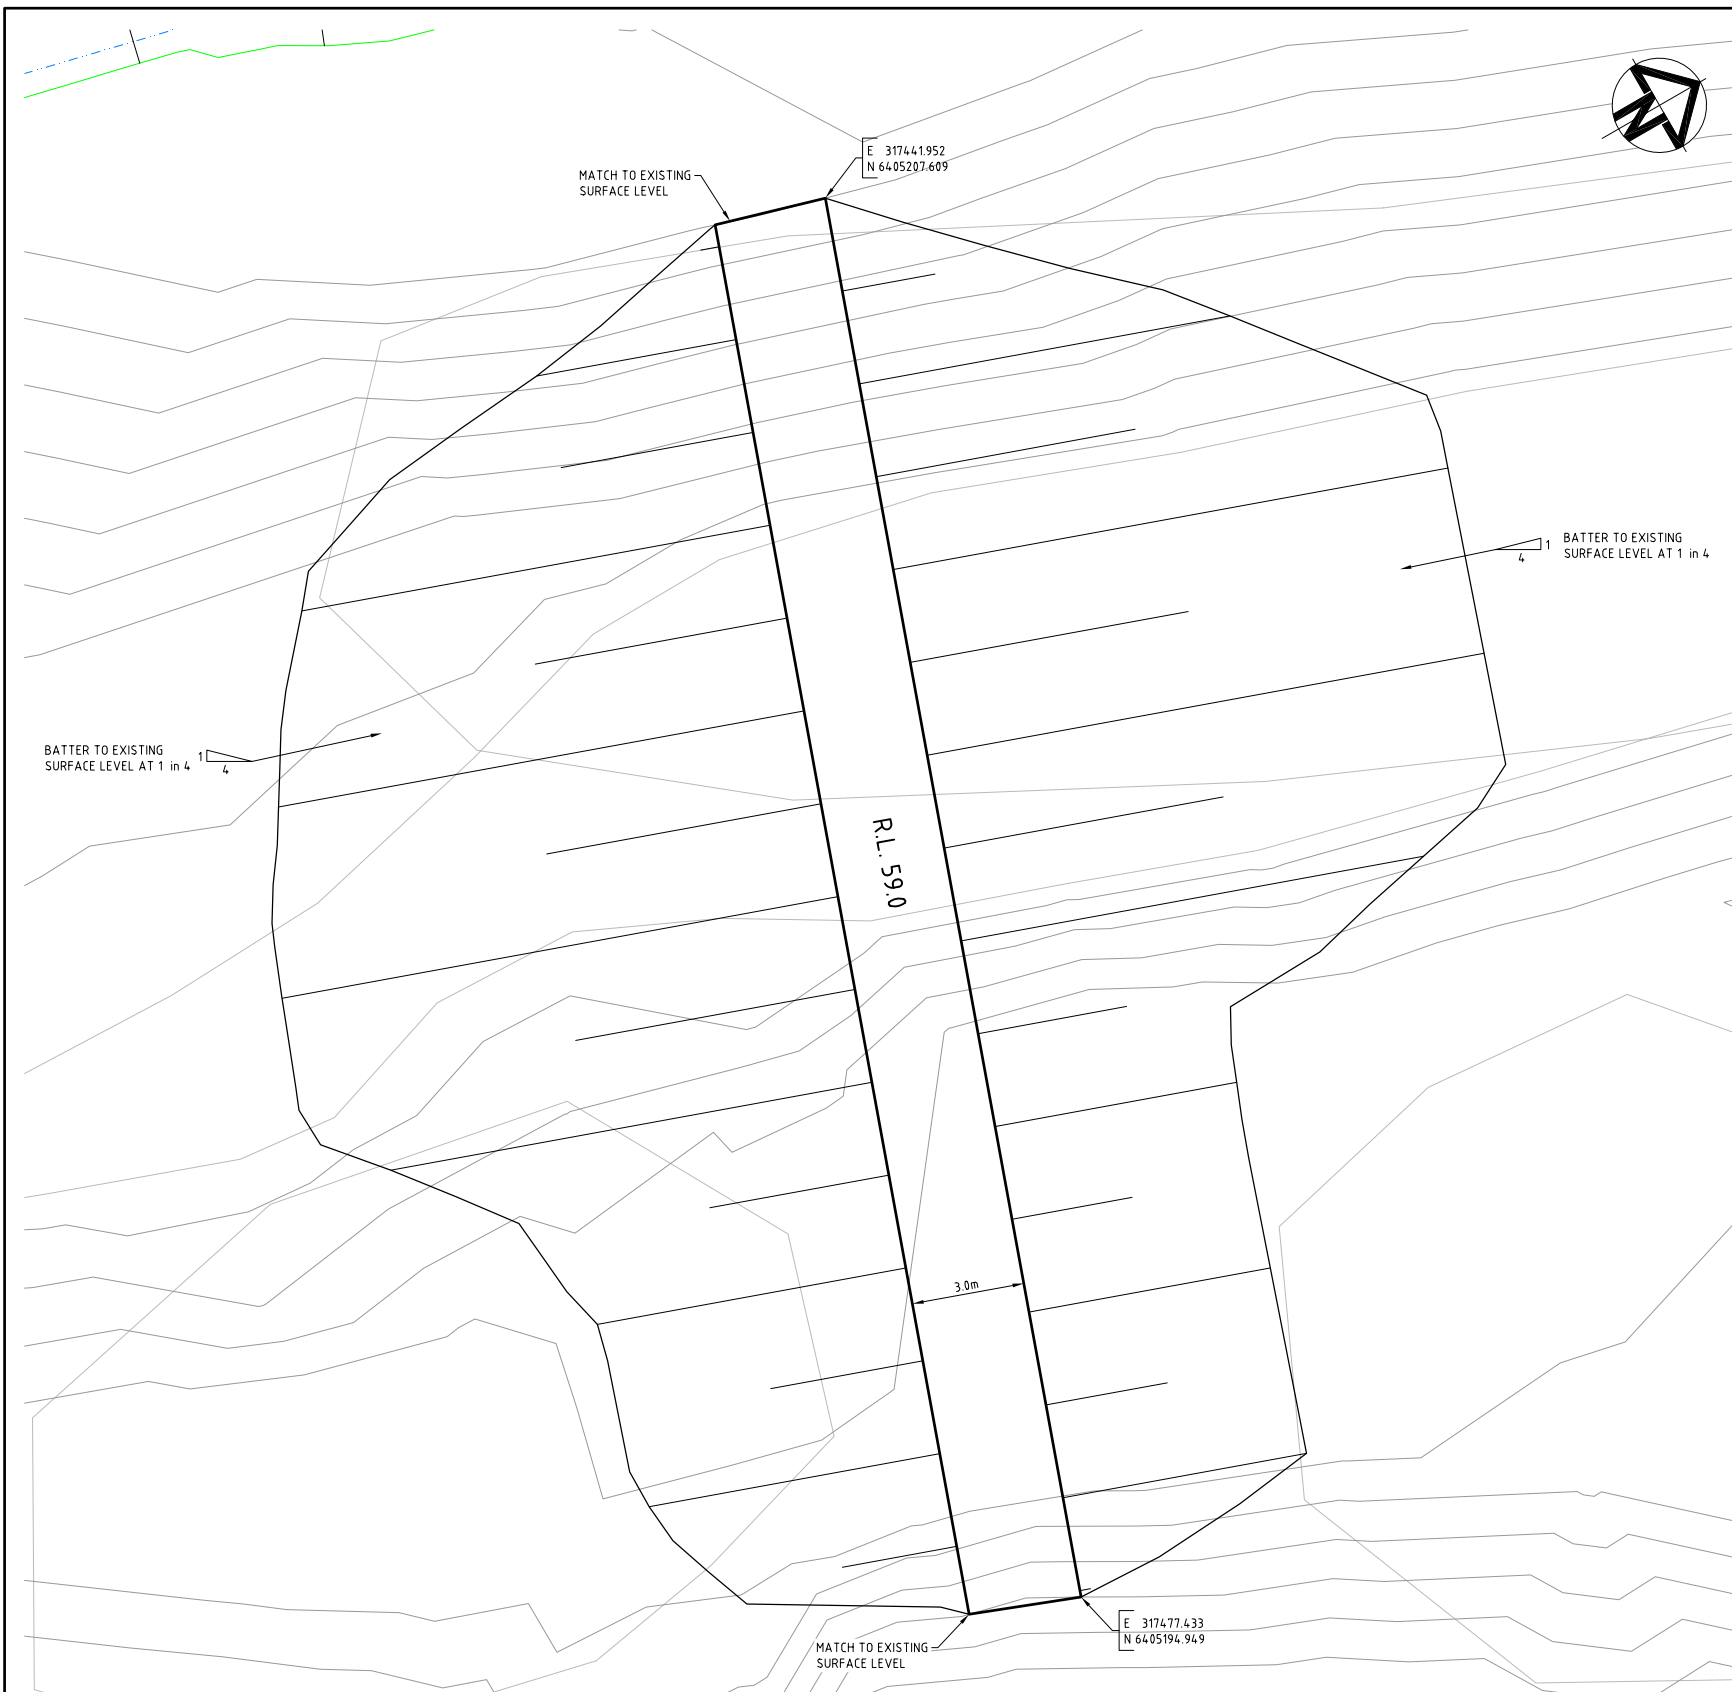 E 317441.952
N 6405207.609
MATCH TO EXISTING
SURFACE LEVEL
N
BATTER TO EXISTING
SURFACE LEVEL AT 1 in 4
1
4
BATTER TO EXISTING
SURFACE LEVEL AT 1 in 4
1
4
R.L. 59.0
3.0m
E 317477.433
N 6405194.949
MATCH TO EXISTING
SURFACE LEVEL